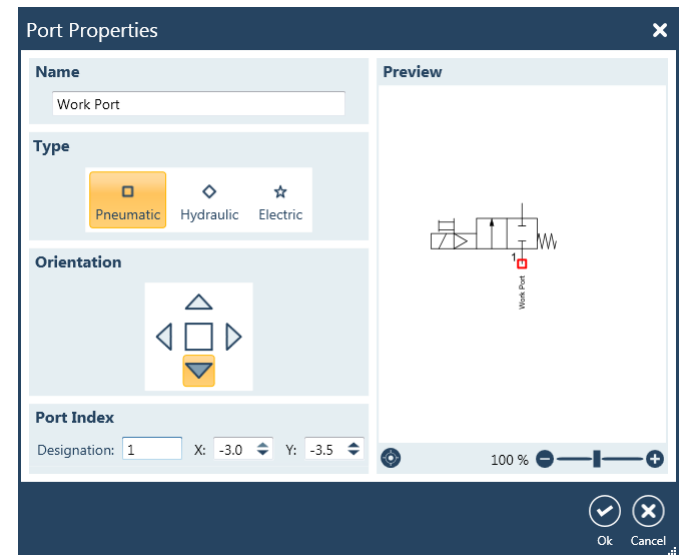 Port Properties
Name
Work Port
Type
Pneumatic Hydraulic Electric
Orientation
Port Index
Designation: 1 X: -3.0 Y: -3.5
Preview
1
Work Port
100 %
Ok Cancel